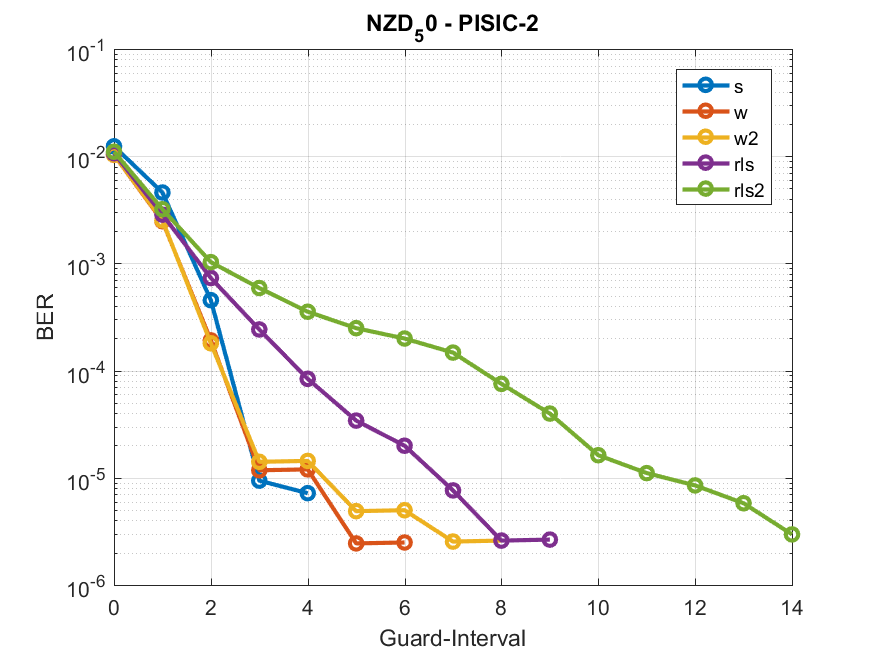 NZD₅0 - PISIC-2
10⁻¹
10⁻²
10⁻³
10⁻⁴
10⁻⁵
10⁻⁶
BER
s
w
w2
rls
rls2
0 2 4 6 8 10 12 14
Guard-Interval